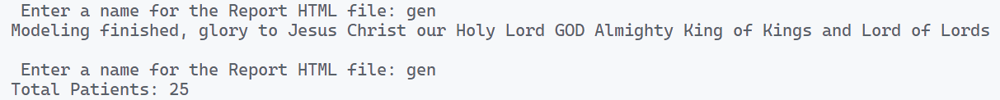 Enter a name for the Report HTML file: gen
Modeling finished, glory to Jesus Christ our Holy Lord GOD Almighty King of Kings and Lord of Lords
Enter a name for the Report HTML file: gen
Total Patients: 25